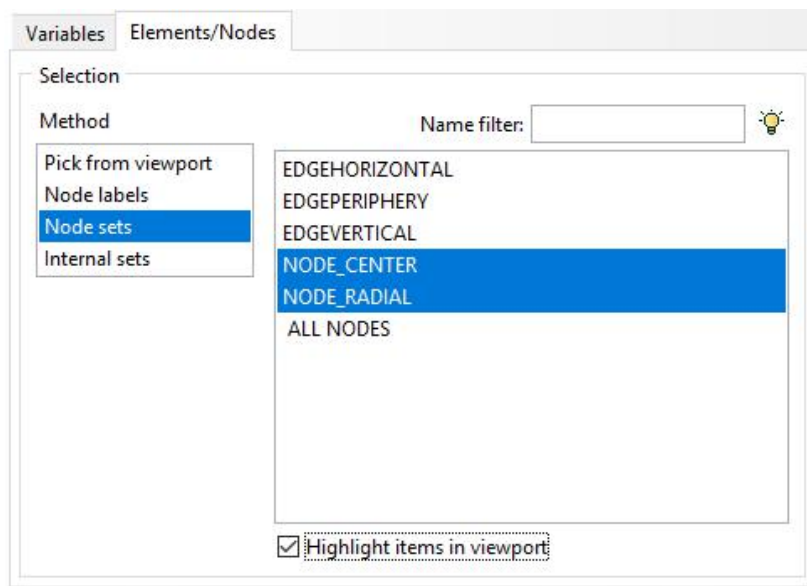 Variables Elements/Nodes
Selection
Method
Name filter:
Pick from viewport
Node labels
Node sets
Internal sets
EDGEHORIZONTAL
EDGEPERIPHERY
EDGEVERTICAL
NODE_CENTER
NODE_RADIAL
ALL NODES
Highlight items in viewport